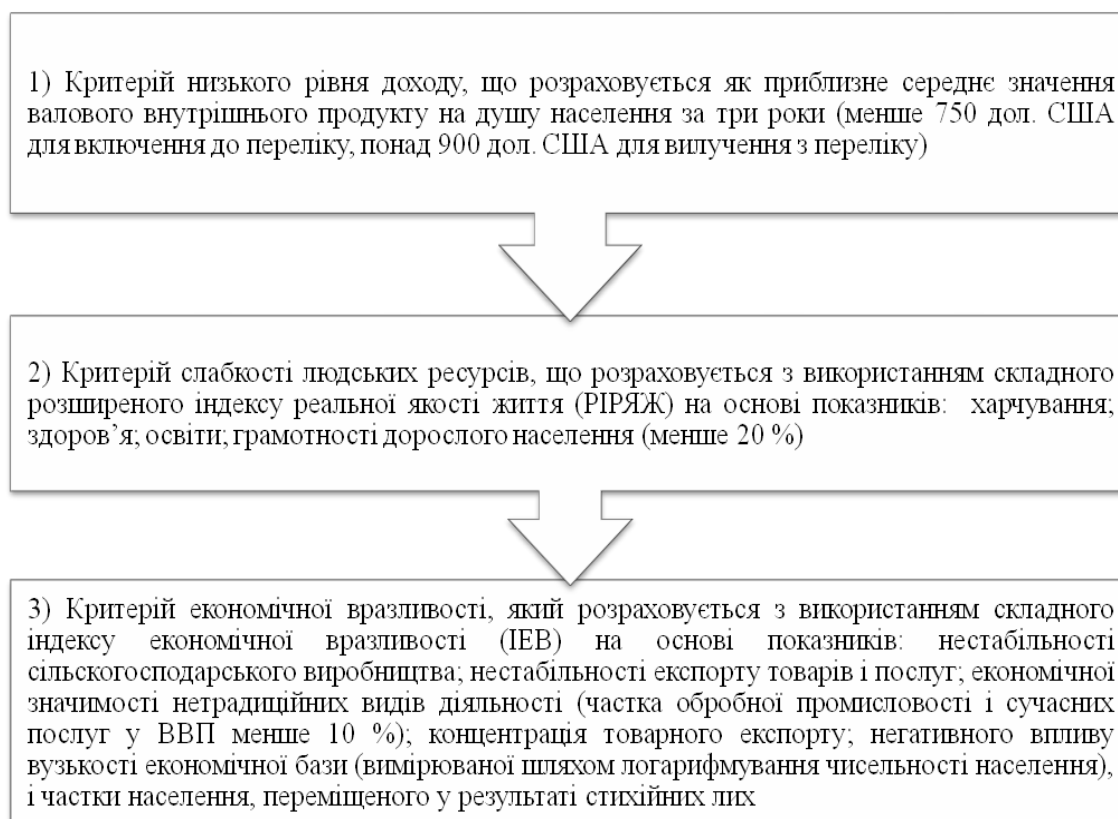 1) Критерій низького рівня доходу, що розраховується як приблизне середнє значення
валового внутрішнього продукту на душу населення за три роки (менше 750 дол. США
для включення до переліку, понад 900 дол. США для вилучення з переліку)
2) Критерій слабкості людських ресурсів, що розраховується з використанням складного
розширеного індексу реальної якості життя (РІРЯЖ) на основі показників: харчування;
здоров’я; освіти; грамотності дорослого населення (менше 20 %)
3) Критерій економічної вразливості, який розраховується з використанням складного
індексу економічної вразливості (ІЕВ) на основі показників: нестабільності
сільскогосподарського виробництва; нестабільності експорту товарів і послуг; економічної
значимості нетрадиційних видів діяльності (частка обробної промисловості і сучасних
послуг у ВВП менше 10 %); концентрація товарного експорту; негативного впливу
вузькості економічної бази (вимірюваної шляхом логарифмування чисельності населення),
і частки населення, переміщеного у результаті стихійних лих